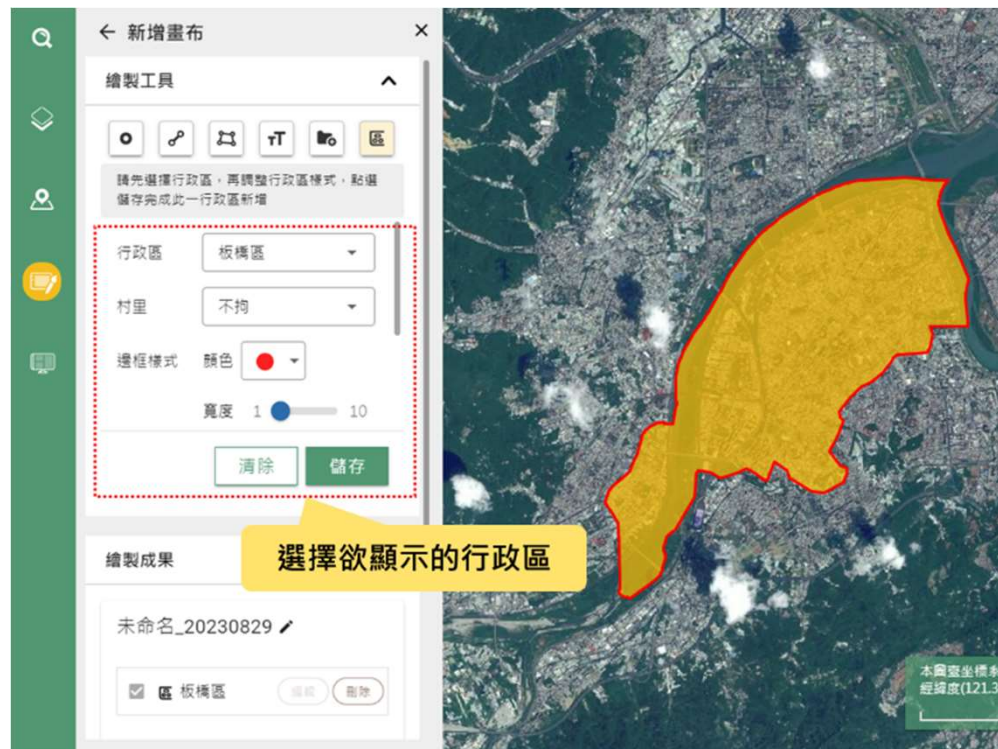 新增畫布
繪製工具
請先選擇行政區，再調整行政區樣式，點選
儲存完成此一行政區新增
行政區 板橋區
村里 不拘
邊框樣式 顏色
寬度 1 10
清除 儲存
選擇欲顯示的行政區
繪製成果
未命名_20230829
板橋區 編輯 刪除
本圖臺坐標系
經緯度(121.3